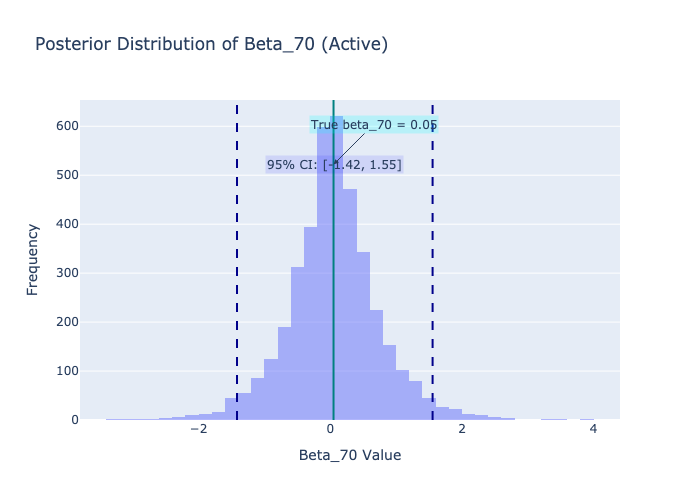 Posterior Distribution of Beta_70 (Active)
600
500
400
300
200
100
0
Frequency
True beta_70 = 0.05
95% CI: [-1.42, 1.55]
−2
0
2
4
Beta_70 Value